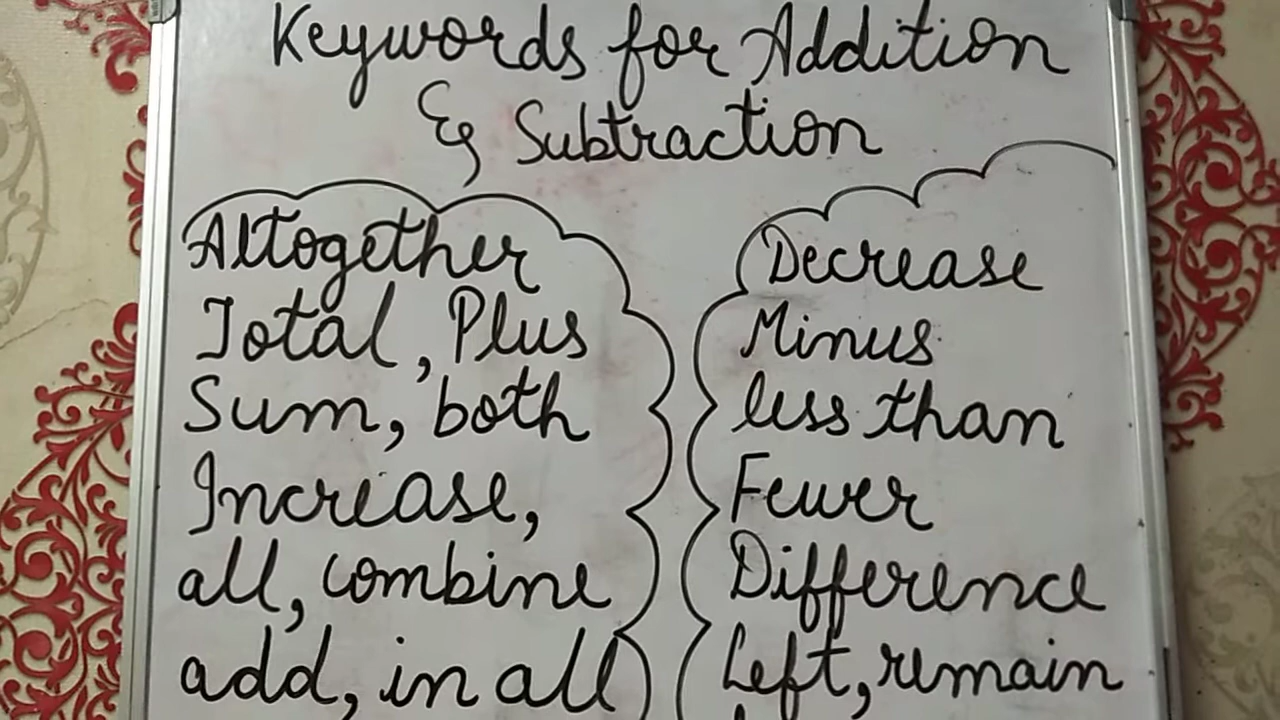 Keywords for Addition
& Subtraction
Altogether
Total, Plus
Sum, both
Increase,
all, combine
add, in all
Decrease
Minus
less than
Fewer
Difference
Left, remain